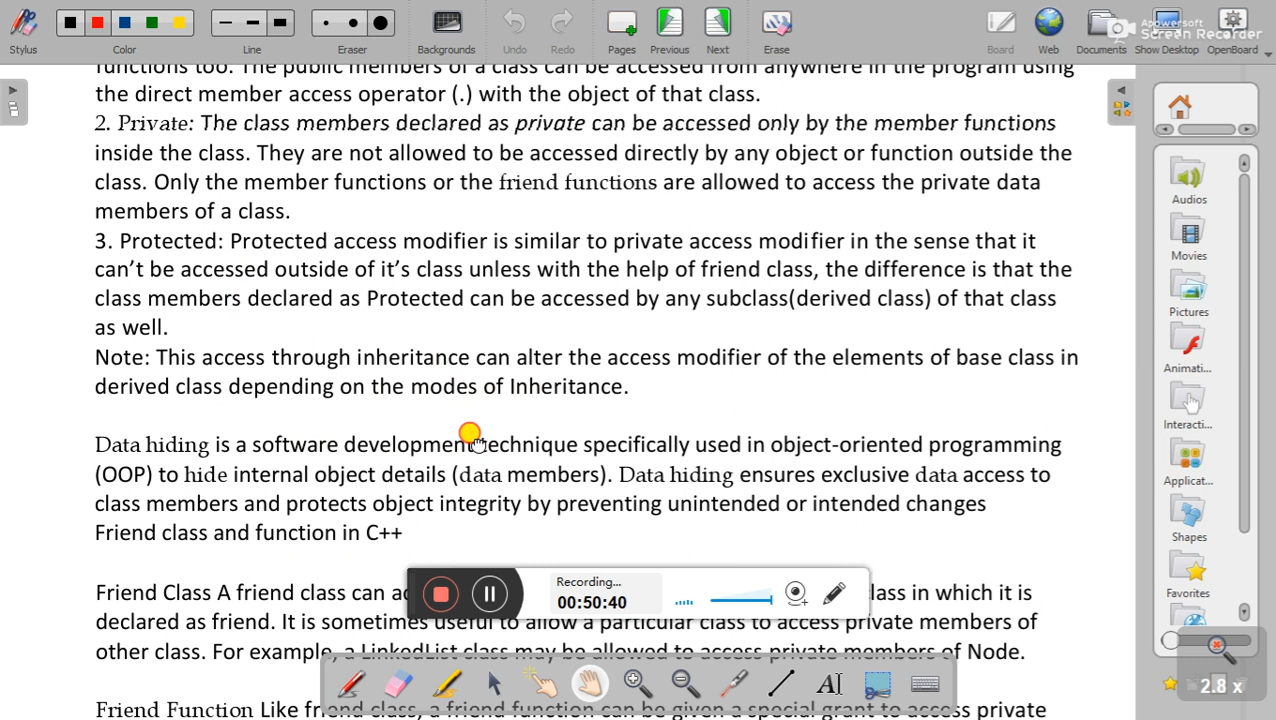 Stylus
Color
Line
Eraser
Backgrounds
Undo
Redo
Pages
Previous
Next
Erase
Board
Web
Documents
Show Desktop
OpenBoard
Apowersoft
Screen Recorder
functions too. The public members of a class can be accessed from anywhere in the program using
the direct member access operator (.) with the object of that class.
2. Private: The class members declared as private can be accessed only by the member functions
inside the class. They are not allowed to be accessed directly by any object or function outside the
class. Only the member functions or the friend functions are allowed to access the private data
members of a class.
3. Protected: Protected access modifier is similar to private access modifier in the sense that it
can't be accessed outside of it's class unless with the help of friend class, the difference is that the
class members declared as Protected can be accessed by any subclass(derived class) of that class
as well.
Note: This access through inheritance can alter the access modifier of the elements of base class in
derived class depending on the modes of Inheritance.
Data hiding is a software development technique specifically used in object-oriented programming
(OOP) to hide internal object details (data members). Data hiding ensures exclusive data access to
class members and protects object integrity by preventing unintended or intended changes
Friend class and function in C++
Friend Class A friend class can ac lass in which it is
declared as friend. It is sometimes useful to allow a particular class to access private members of
other class. For example, a LinkedList class may be allowed to access private members of Node.
Friend Function Like friend class, a friend function can be given a special grant to access private
Recording...
00:50:40
Audios
Movies
Pictures
Animati...
Interacti...
Applicat...
Shapes
Favorites
2.8 x